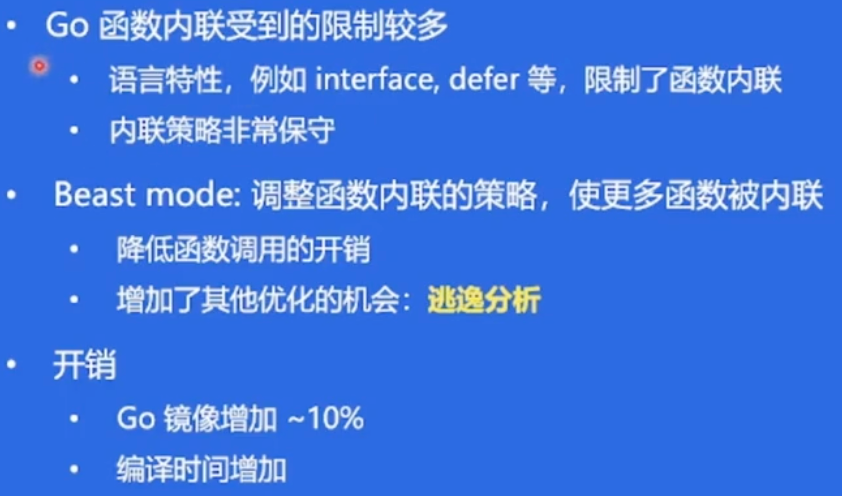 • Go 函数内联受到的限制较多
• 语言特性，例如 interface, defer 等，限制了函数内联
• 内联策略非常保守
• Beast mode: 调整函数内联的策略，使更多函数被内联
• 降低函数调用的开销
• 增加了其他优化的机会：逃逸分析
• 开销
• Go 镜像增加 ~10%
• 编译时间增加